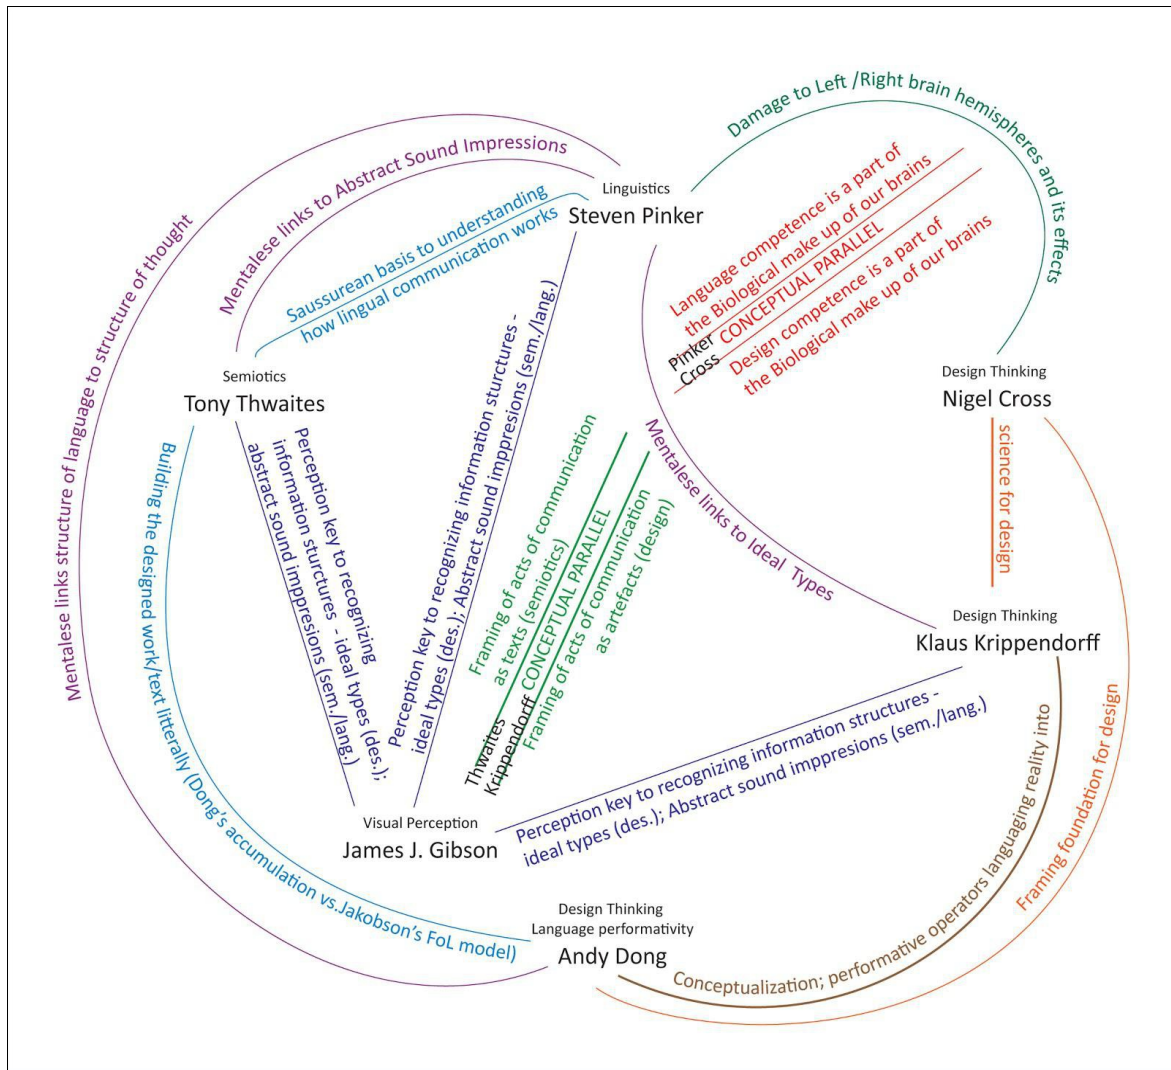 Damage to Left /Right brain hemispheres and its effects
Mentalese links structure of language to structure of thought
Mentalese links to Abstract Sound Impressions
Linguistics
Steven Pinker
Saussurean basis to understanding
how lingual communication works
Language competence is a part of
the Biological make up of our brains
Pinker
CONCEPTUAL PARALLEL
Cross
Design competence is a part of
the Biological make up of our brains
Semiotics
Tony Thwaites
Design Thinking
Nigel Cross
Perception key to recognizing
information sturctures - ideal types (des.);
abstract sound imppresions (sem./lang.)
Perception key to recognizing information sturctures -
ideal types (des.); Abstract sound imppresions (sem./lang.)
Framing of acts of communication
as texts (semiotics)
Thwaites
CONCEPTUAL PARALLEL
Krippendorff
Framing of acts of communication
as artefacts (design)
Mentalese links to Ideal Types
science for design
Building the designed work/text litterally (Dong's accumulation vs.Jakobson's FoL model)
Design Thinking
Klaus Krippendorff
Perception key to recognizing information structures -
ideal types (des.); Abstract sound imppresions (sem./lang.)
Visual Perception
James J. Gibson
Framing foundation for design
Conceptualization; performative operators languaging reality into
Design Thinking
Language performativity
Andy Dong